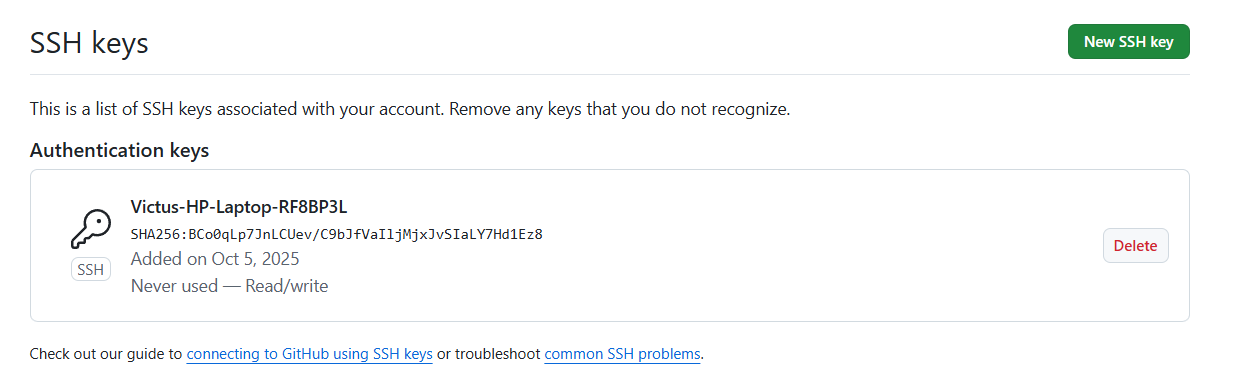 SSH keys
New SSH key
This is a list of SSH keys associated with your account. Remove any keys that you do not recognize.
Authentication keys
Victus-HP-Laptop-RF8BP3L
SHA256:BCo0qLp7JnLCUev/C9bJfVaIljMjxJvSIaLY7Hd1Ez8
Added on Oct 5, 2025
SSH
Never used — Read/write
Delete
Check out our guide to connecting to GitHub using SSH keys or troubleshoot common SSH problems.